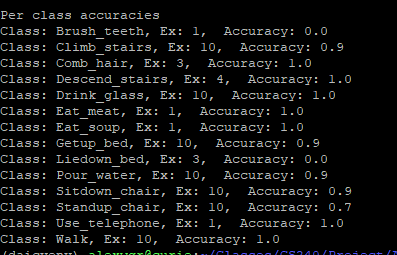 Per class accuracies
Class: Brush_teeth, Ex: 1,  Accuracy: 0.0
Class: Climb_stairs, Ex: 10,  Accuracy: 0.9
Class: Comb_hair, Ex: 3,  Accuracy: 1.0
Class: Descend_stairs, Ex: 4,  Accuracy: 1.0
Class: Drink_glass, Ex: 10,  Accuracy: 1.0
Class: Eat_meat, Ex: 1,  Accuracy: 1.0
Class: Eat_soup, Ex: 1,  Accuracy: 1.0
Class: Getup_bed, Ex: 10,  Accuracy: 0.9
Class: Liedown_bed, Ex: 3,  Accuracy: 0.0
Class: Pour_water, Ex: 10,  Accuracy: 0.9
Class: Sitdown_chair, Ex: 10,  Accuracy: 0.9
Class: Standup_chair, Ex: 10,  Accuracy: 0.7
Class: Use_telephone, Ex: 1,  Accuracy: 1.0
Class: Walk, Ex: 10,  Accuracy: 1.0